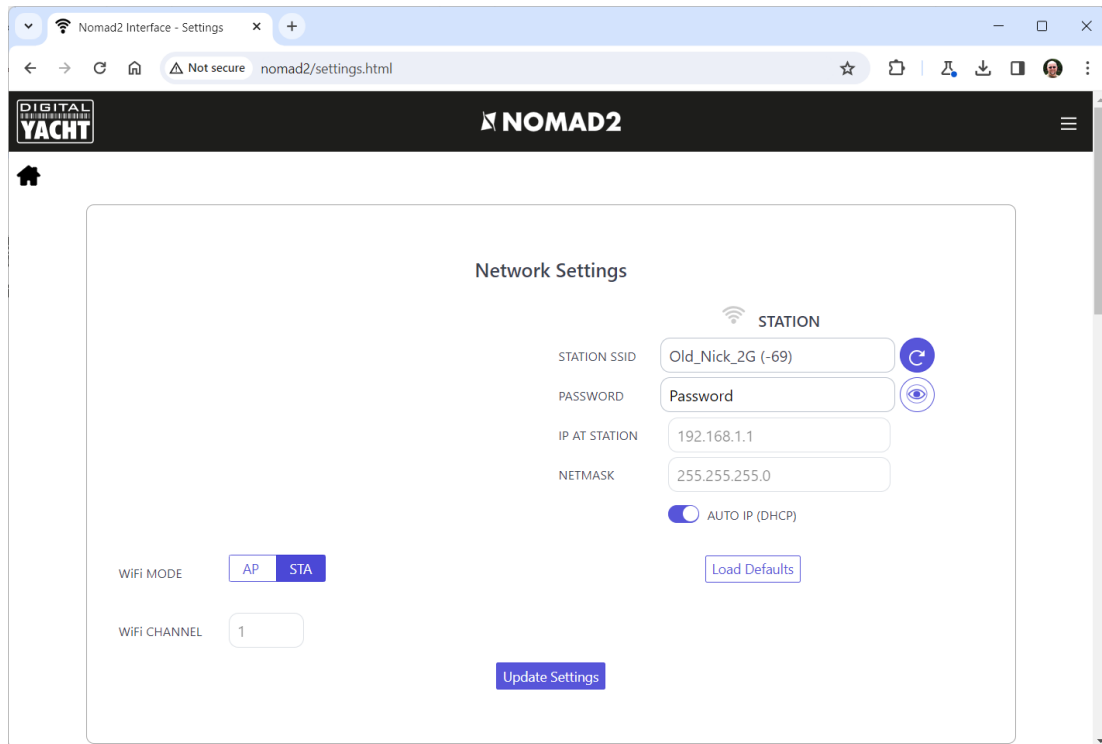 Nomad2 Interface - Settings
Not secure nomad2/settings.html
DIGITAL
YACHT
NOMAD2
Network Settings
STATION
STATION SSID Old_Nick_2G (-69)
PASSWORD Password
IP AT STATION 192.168.1.1
NETMASK 255.255.255.0
AUTO IP (DHCP)
WiFi MODE AP STA Load Defaults
WiFi CHANNEL 1
Update Settings